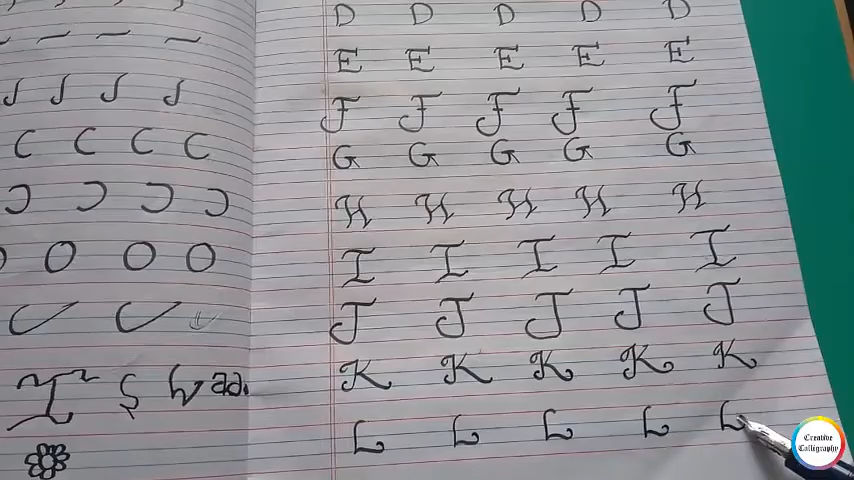 D D D D D
E E E E E
F F F F F
G G G G G
H H H H H
I I I I I
J J J J J
K K K K K
L L L L L
C C C C
O O O
Creative
Calligraphy